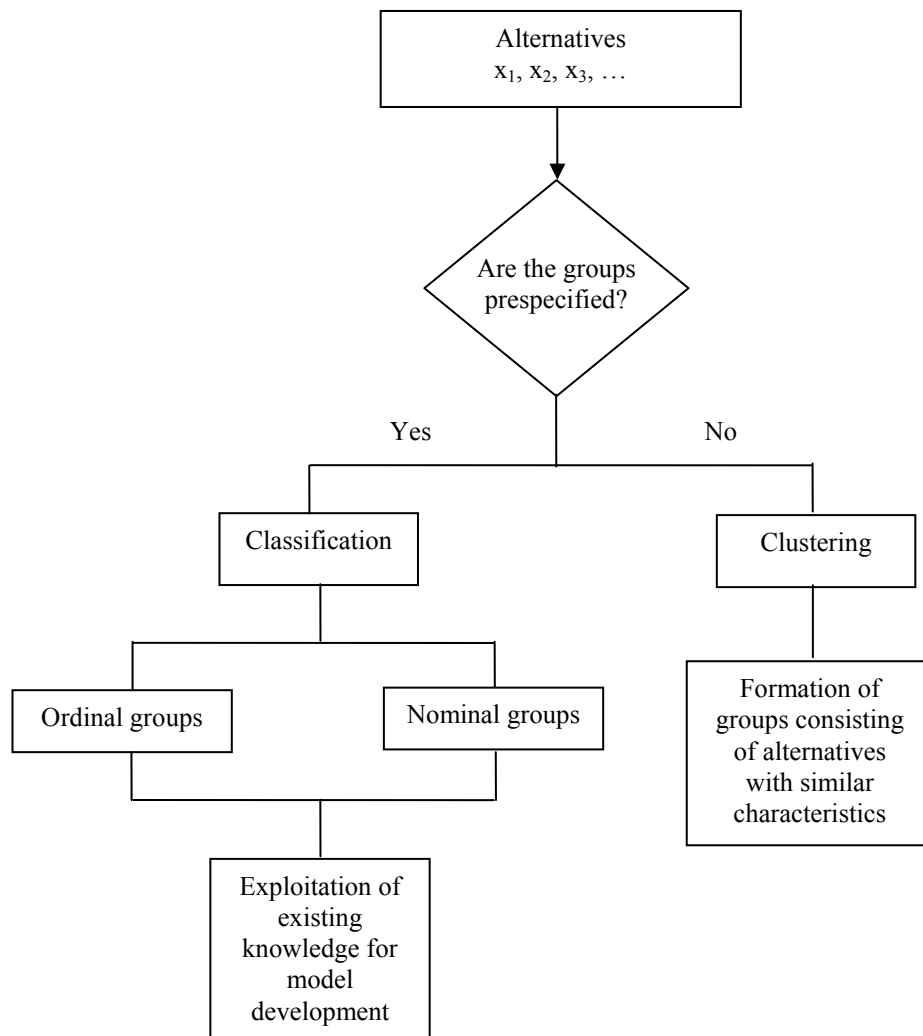 Alternatives
x₁, x₂, x₃, …
Are the groups
prespecified?
Yes
No
Classification
Clustering
Ordinal groups
Nominal groups
Formation of
groups consisting
of alternatives
with similar
characteristics
Exploitation of
existing
knowledge for
model
development